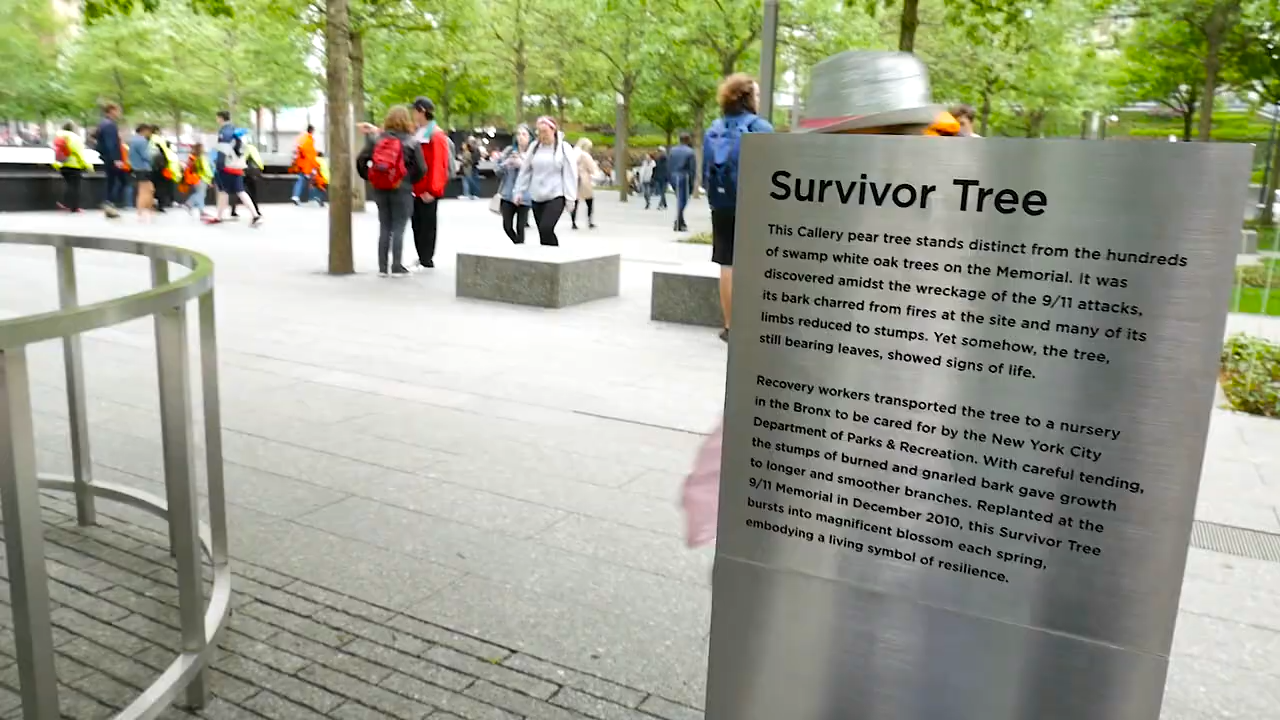 Survivor Tree
This Callery pear tree stands distinct from the hundreds
of swamp white oak trees on the Memorial. It was
discovered amidst the wreckage of the 9/11 attacks,
its bark charred from fires at the site and many of its
limbs reduced to stumps. Yet somehow, the tree,
still bearing leaves, showed signs of life.
Recovery workers transported the tree to a nursery
in the Bronx to be cared for by the New York City
Department of Parks & Recreation. With careful tending,
the stumps of burned and gnarled bark gave growth
to longer and smoother branches. Replanted at the
9/11 Memorial in December 2010, this Survivor Tree
bursts into magnificent blossom each spring,
embodying a living symbol of resilience.